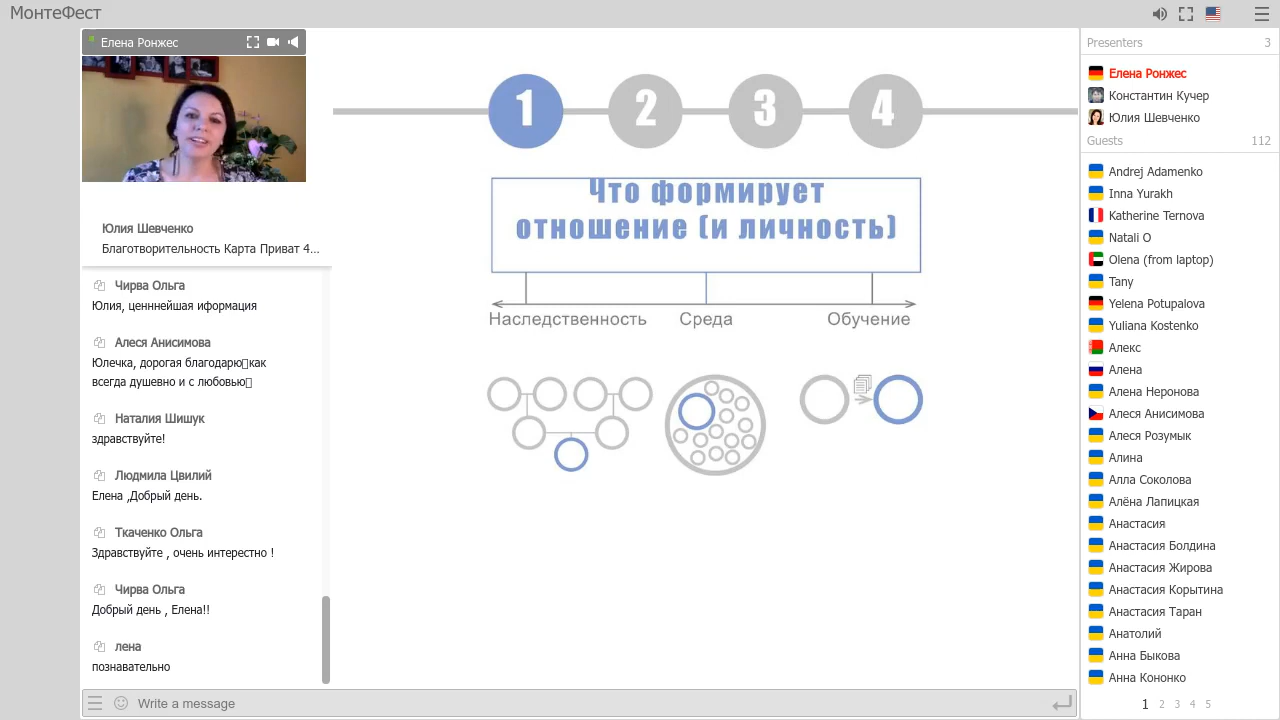 МонтеФест
Елена Ронжес
Юлия Шевченко
Благотворительность Карта Приват 4...
Чирва Ольга
Юлия, ценннейшая иформация
Алеся Анисимова
Юлечка, дорогая благодарю▯как
всегда душевно и с любовью▯
Наталия Шишук
здравствуйте!
Людмила Цвилий
Елена ,Добрый день.
Ткаченко Ольга
Здравствуйте , очень интерестно !
Чирва Ольга
Добрый день , Елена!!
лена
познавательно
Write a message
1 2 3 4
Что формирует
отношение (и личность)
Наследственность Среда Обучение
Presenters 3
Елена Ронжес
Константин Кучер
Юлия Шевченко
Guests 112
Andrej Adamenko
Inna Yurakh
Katherine Ternova
Natali O
Olena (from laptop)
Tany
Yelena Potupalova
Yuliana Kostenko
Алекс
Алена
Алена Неронова
Алеся Анисимова
Алеся Розумык
Алина
Алла Соколова
Алёна Лапицкая
Анастасия
Анастасия Болдина
Анастасия Жирова
Анастасия Корытина
Анастасия Таран
Анатолий
Анна Быкова
Анна Кононко
1 2 3 4 5